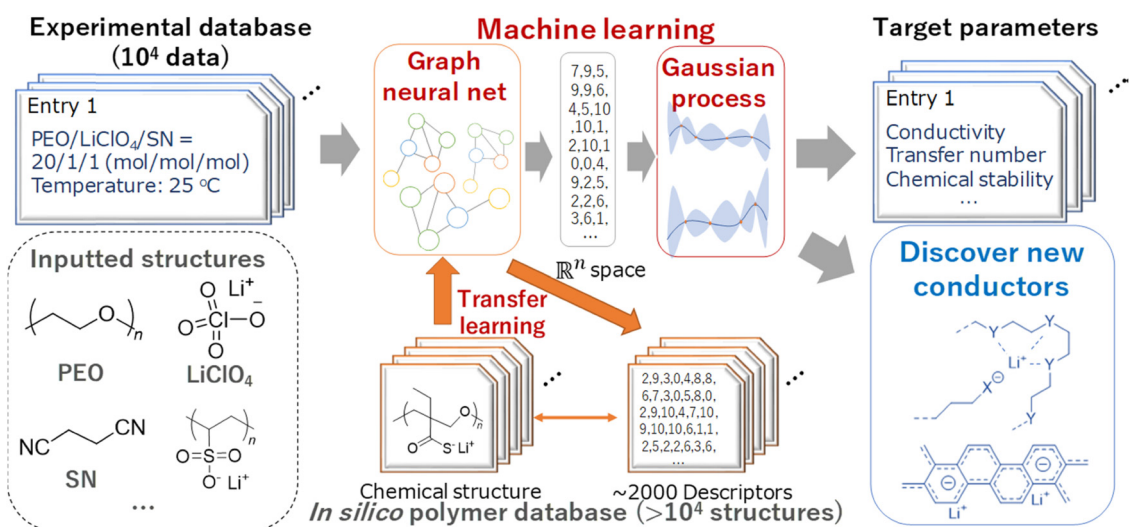 Experimental database
(10⁴ data)
Entry 1
PEO/LiClO₄/SN =
20/1/1 (mol/mol/mol)
Temperature: 25 °C
...
Inputted structures
O
n
PEO
Li⁺
O
O
Cl
O⁻
O
LiClO₄
NC
CN
SN
n
O
S
O
O⁻ Li⁺
...
Machine learning
Graph
neural net
7,9,5,
9,9,6,
4,5,10
,10,1,
2,10,1
0,0,4,
9,2,5,
2,2,6,
3,6,1,
...
Gaussian
process
ℝⁿ space
Transfer
learning
O
n
O
S⁻Li⁺
...
Chemical structure
2,9,3,0,4,8,8,
6,7,3,0,5,8,0,
2,9,10,4,7,10,
9,10,10,6,1,1,
2,5,2,2,6,3,6,
...
...
~2000 Descriptors
In silico polymer database (>10⁴ structures)
Target parameters
Entry 1
Conductivity
Transfer number
Chemical stability
...
...
Discover new
conductors
Y
Y
Li⁺
Y
X⊖
Y
⊖
⊖
Li⁺
Li⁺